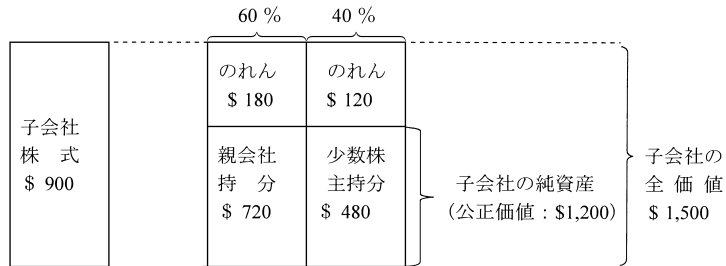 60 %
40 %
子会社
株 式
$ 900
のれん
$ 180
のれん
$ 120
親会社
持 分
$ 720
少数株
主持分
$ 480
子会社の純資産
（公正価値：$1,200）
子会社の
全 価 値
$ 1,500